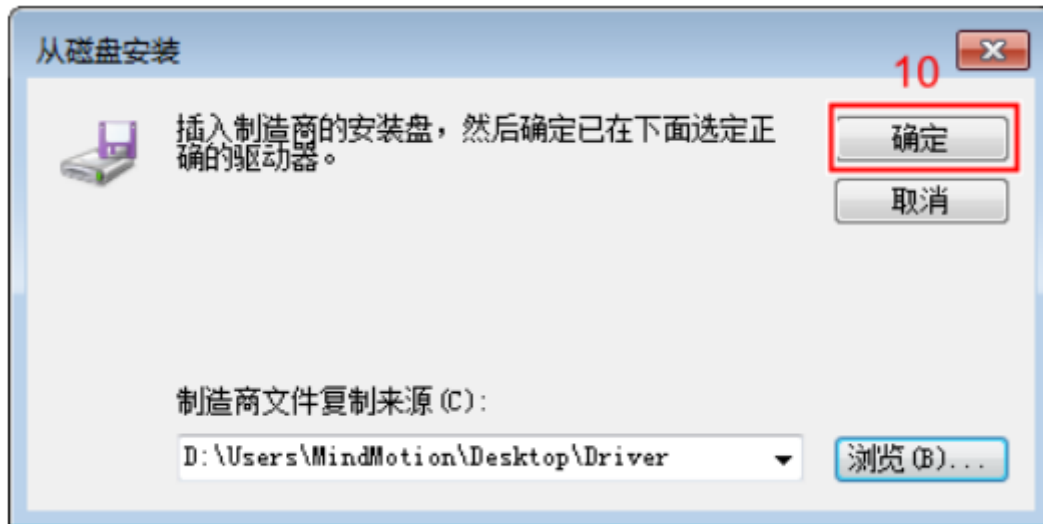 从磁盘安装
10
插入制造商的安装盘，然后确定已在下面选定正
确的驱动器。
确定
取消
制造商文件复制来源(C):
D:\Users\MindMotion\Desktop\Driver
浏览(B)...